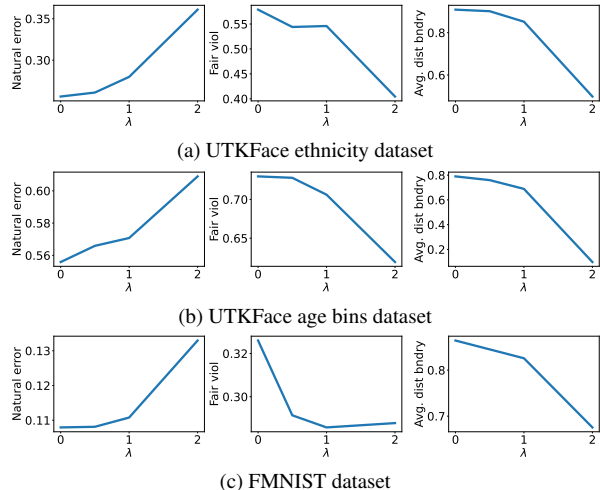 Natural error
0.35
0.30
0
1
2
λ
Fair viol
0.55
0.50
0.45
0.40
0
1
2
λ
Avg. dist bndry
0.8
0.6
0
1
2
λ
(a) UTKFace ethnicity dataset
Natural error
0.60
0.58
0.56
0
1
2
λ
Fair viol
0.70
0.65
0
1
2
λ
Avg. dist bndry
0.8
0.6
0.4
0.2
0
1
2
λ
(b) UTKFace age bins dataset
Natural error
0.13
0.12
0.11
0
1
2
λ
Fair viol
0.32
0.30
0
1
2
λ
Avg. dist bndry
0.8
0.7
0
1
2
λ
(c) FMNIST dataset